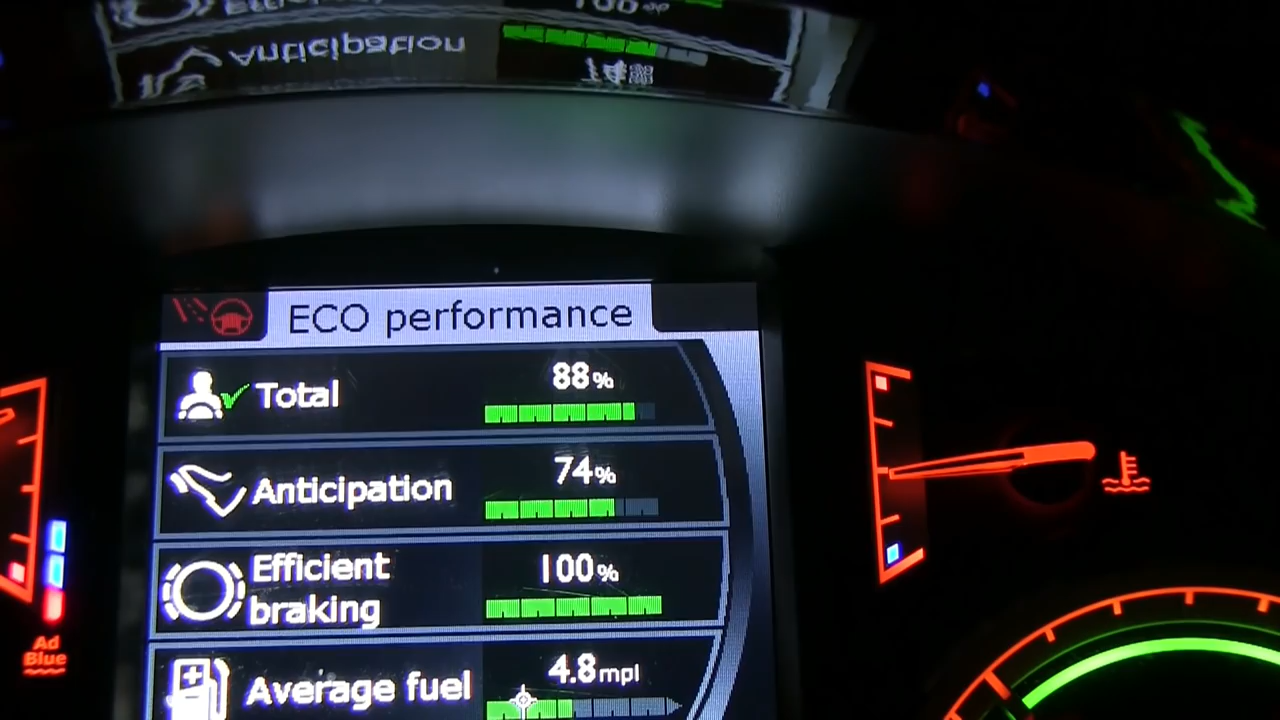 Anticipation
ECO performance
Total
88%
Anticipation
74%
Efficient
braking
100%
Average fuel
4.8mpl
Ad
Blue